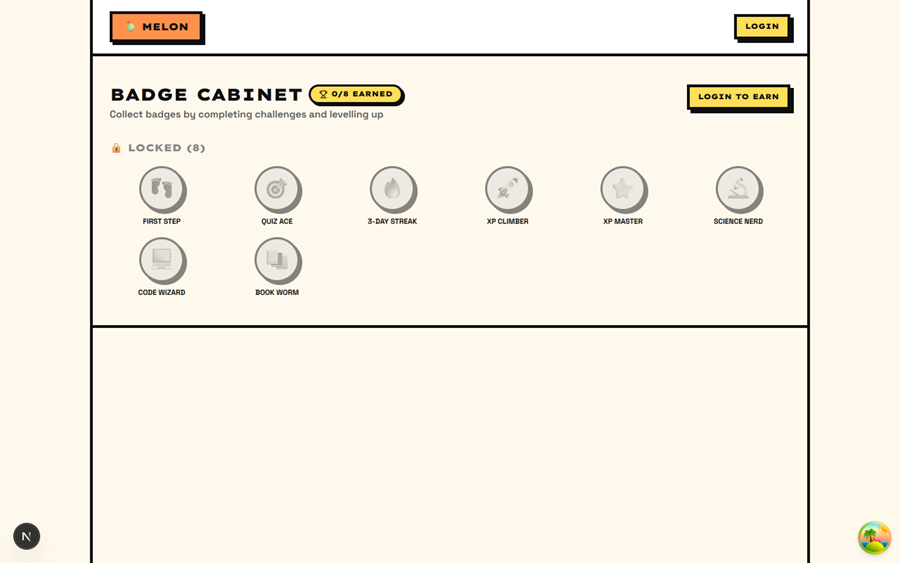 MELON
LOGIN
BADGE CABINET
0/8 EARNED
LOGIN TO EARN
Collect badges by completing challenges and levelling up
LOCKED (8)
FIRST STEP
QUIZ ACE
3-DAY STREAK
XP CLIMBER
XP MASTER
SCIENCE NERD
CODE WIZARD
BOOK WORM
N